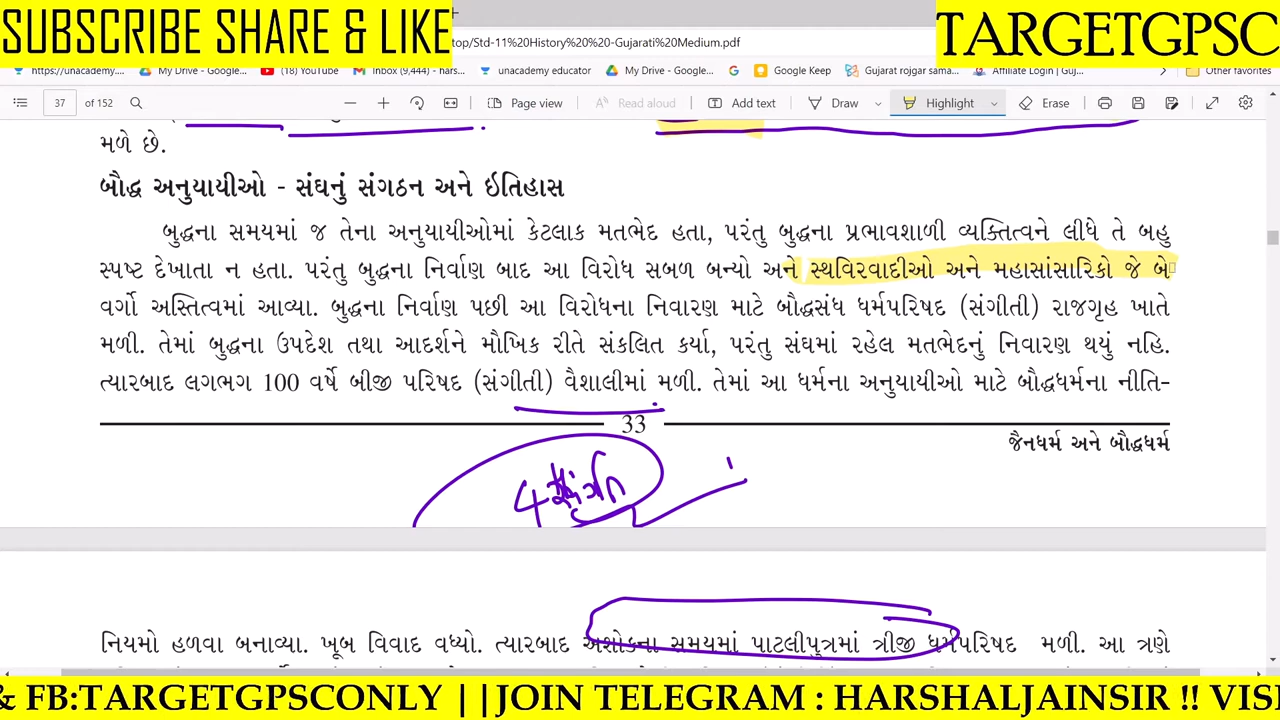 SUBSCRIBE SHARE & LIKE
TARGETGPSC
top/Std-11%20History%20%20-Gujarati%20Medium.pdf
https://unacademy... My Drive - Google... (18) YouTube Inbox (9,444) - hars... unacademy educator My Drive - Google... Google Keep Gujarat rojgar sama... Affiliate Login | Guj... Other favorites
37 of 152 Page view Read aloud Add text Draw Highlight Erase
મળે છે.
બૌદ્ધ અનુયાયીઓ - સંઘનું સંગઠન અને ઇતિહાસ
બુદ્ધના સમયમાં જ તેના અનુયાયીઓમાં કેટલાક મતભેદ હતા, પરંતુ બુદ્ધના પ્રભાવશાળી વ્યક્તિત્વને લીધે તે બહુ
સ્પષ્ટ દેખાતા ન હતા. પરંતુ બુદ્ધના નિર્વાણ બાદ આ વિરોધ સબળ બન્યો અને સ્થવિરવાદીઓ અને મહાસાંસારિકો જે બે
વર્ગો અસ્તિત્વમાં આવ્યા. બુદ્ધના નિર્વાણ પછી આ વિરોધના નિવારણ માટે બૌદ્ધસંધ ધર્મપરિષદ (સંગીતી) રાજગૃહ ખાતે
મળી. તેમાં બુદ્ધના ઉપદેશ તથા આદર્શને મૌખિક રીતે સંકલિત કર્યા, પરંતુ સંઘમાં રહેલ મતભેદનું નિવારણ થયું નહિ.
ત્યારબાદ લગભગ 100 વર્ષે બીજી પરિષદ (સંગીતી) વૈશાલીમાં મળી. તેમાં આ ધર્મના અનુયાયીઓ માટે બૌદ્ધધર્મના નીતિ-
33
જૈનધર્મ અને બૌદ્ધધર્મ
4
નિયમો હળવા બનાવ્યા. ખૂબ વિવાદ વધ્યો. ત્યારબાદ અશોકના સમયમાં પાટલીપુત્રમાં ત્રીજી ધર્મપરિષદ મળી. આ ત્રણે
& FB:TARGETGPSCONLY ||JOIN TELEGRAM : HARSHALJAINSIR !! VISI